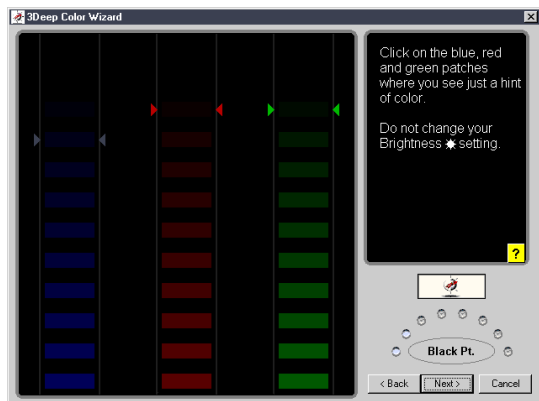 3Deep Color Wizard
Click on the blue, red
and green patches
where you see just a hint
of color.
Do not change your
Brightness ☀ setting.
?
Black Pt.
< Back
Next >
Cancel